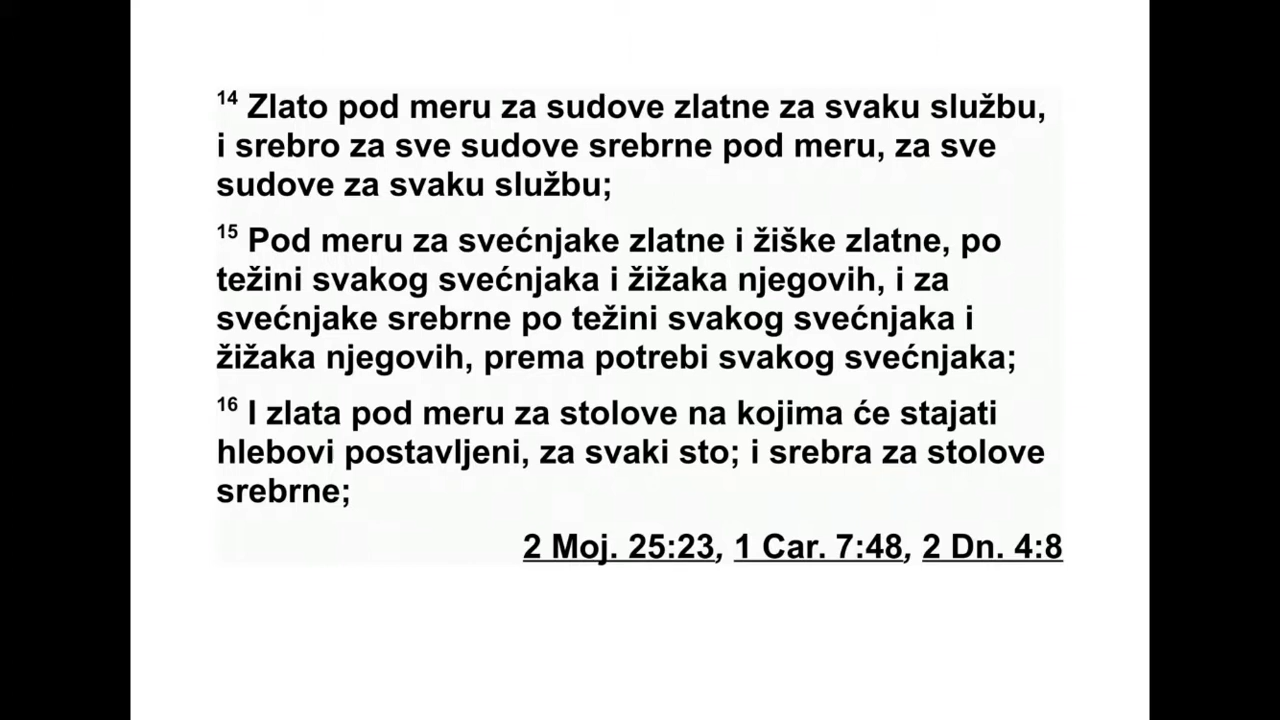 14 Zlato pod meru za sudove zlatne za svaku službu,
i srebro za sve sudove srebrne pod meru, za sve
sudove za svaku službu;
15 Pod meru za svećnjake zlatne i žiške zlatne, po
težini svakog svećnjaka i žižaka njegovih, i za
svećnjake srebrne po težini svakog svećnjaka i
žižaka njegovih, prema potrebi svakog svećnjaka;
16 I zlata pod meru za stolove na kojima će stajati
hlebovi postavljeni, za svaki sto; i srebra za stolove
srebrne;
2 Moj. 25:23, 1 Car. 7:48, 2 Dn. 4:8